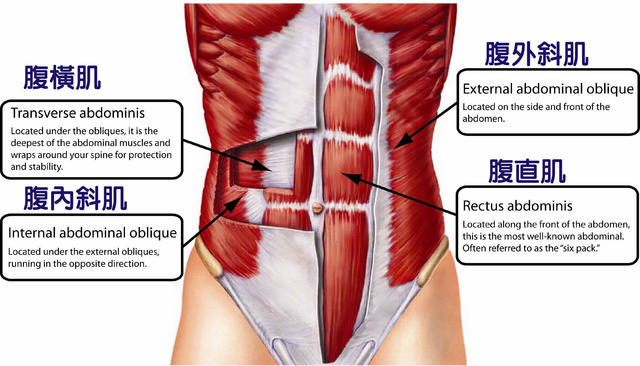 腹橫肌
Transverse abdominis
Located under the obliques, it is the
deepest of the abdominal muscles and
wraps around your spine for protection
and stability.
腹內斜肌
Internal abdominal oblique
Located under the external obliques,
running in the opposite direction.
腹外斜肌
External abdominal oblique
Located on the side and front of the
abdomen.
腹直肌
Rectus abdominis
Located along the front of the abdomen,
this is the most well-known abdominal.
Often referred to as the "six pack."